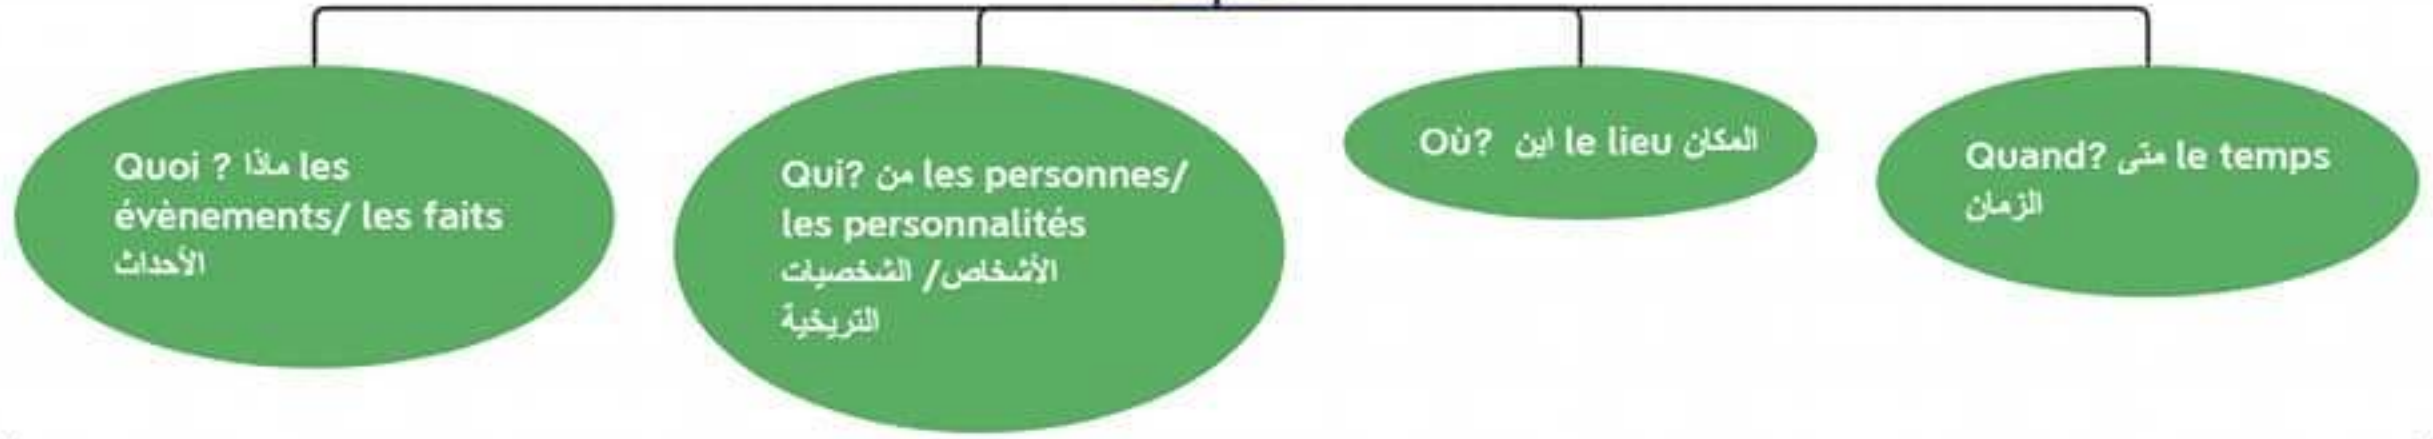 Quoi ? ماذا les
évènements/ les faits
الأحداث
Qui? من les personnes/
les personnalités
الأشخاص/ الشخصيات
التريخية
Où? اين le lieu المكان
Quand? متى le temps
الزمان